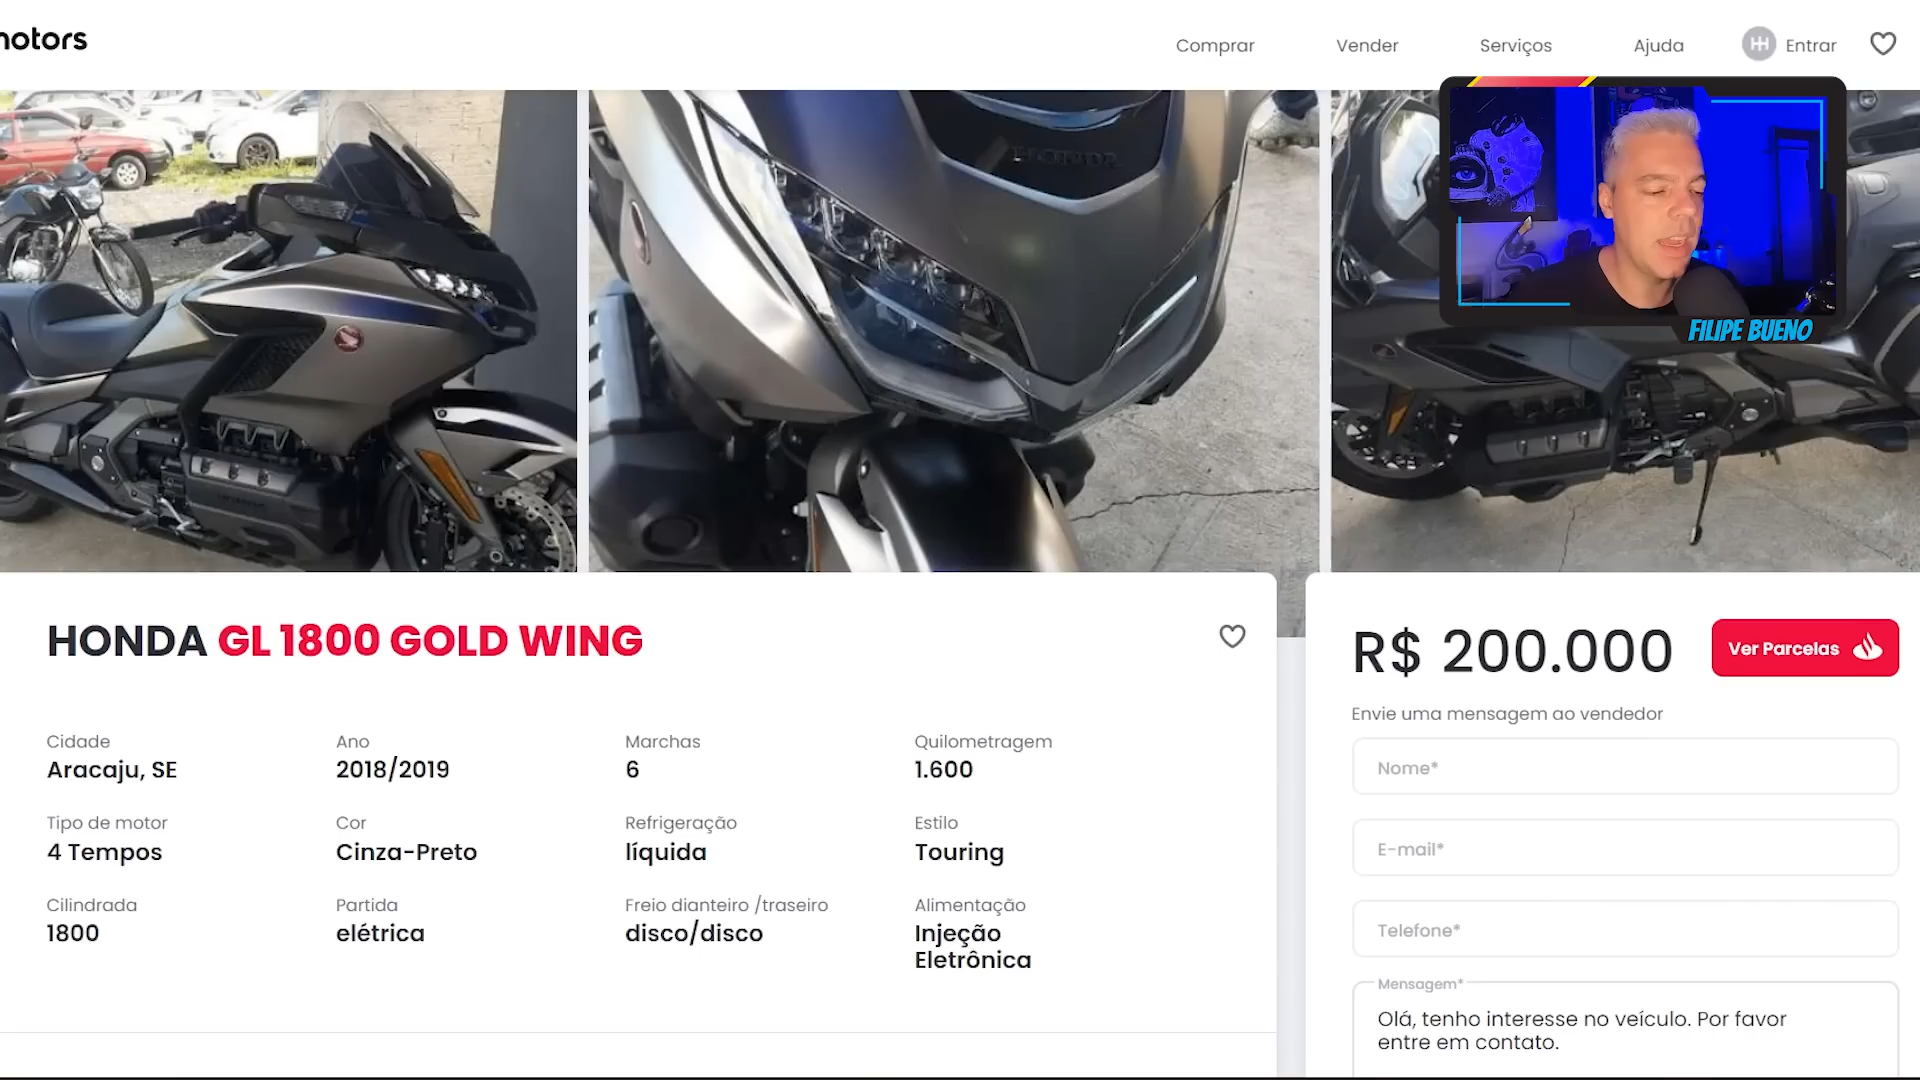 motors
Comprar
Vender
Serviços
Ajuda
Entrar
HONDA
FILIPE BUENO
HONDA GL 1800 GOLD WING
Cidade
Aracaju, SE
Ano
2018/2019
Marchas
6
Quilometragem
1.600
Tipo de motor
4 Tempos
Cor
Cinza-Preto
Refrigeração
líquida
Estilo
Touring
Cilindrada
1800
Partida
elétrica
Freio dianteiro /traseiro
disco/disco
Alimentação
Injeção
Eletrônica
R$ 200.000
Ver Parcelas
Envie uma mensagem ao vendedor
Nome*
E-mail*
Telefone*
Mensagem*
Olá, tenho interesse no veículo. Por favor
entre em contato.